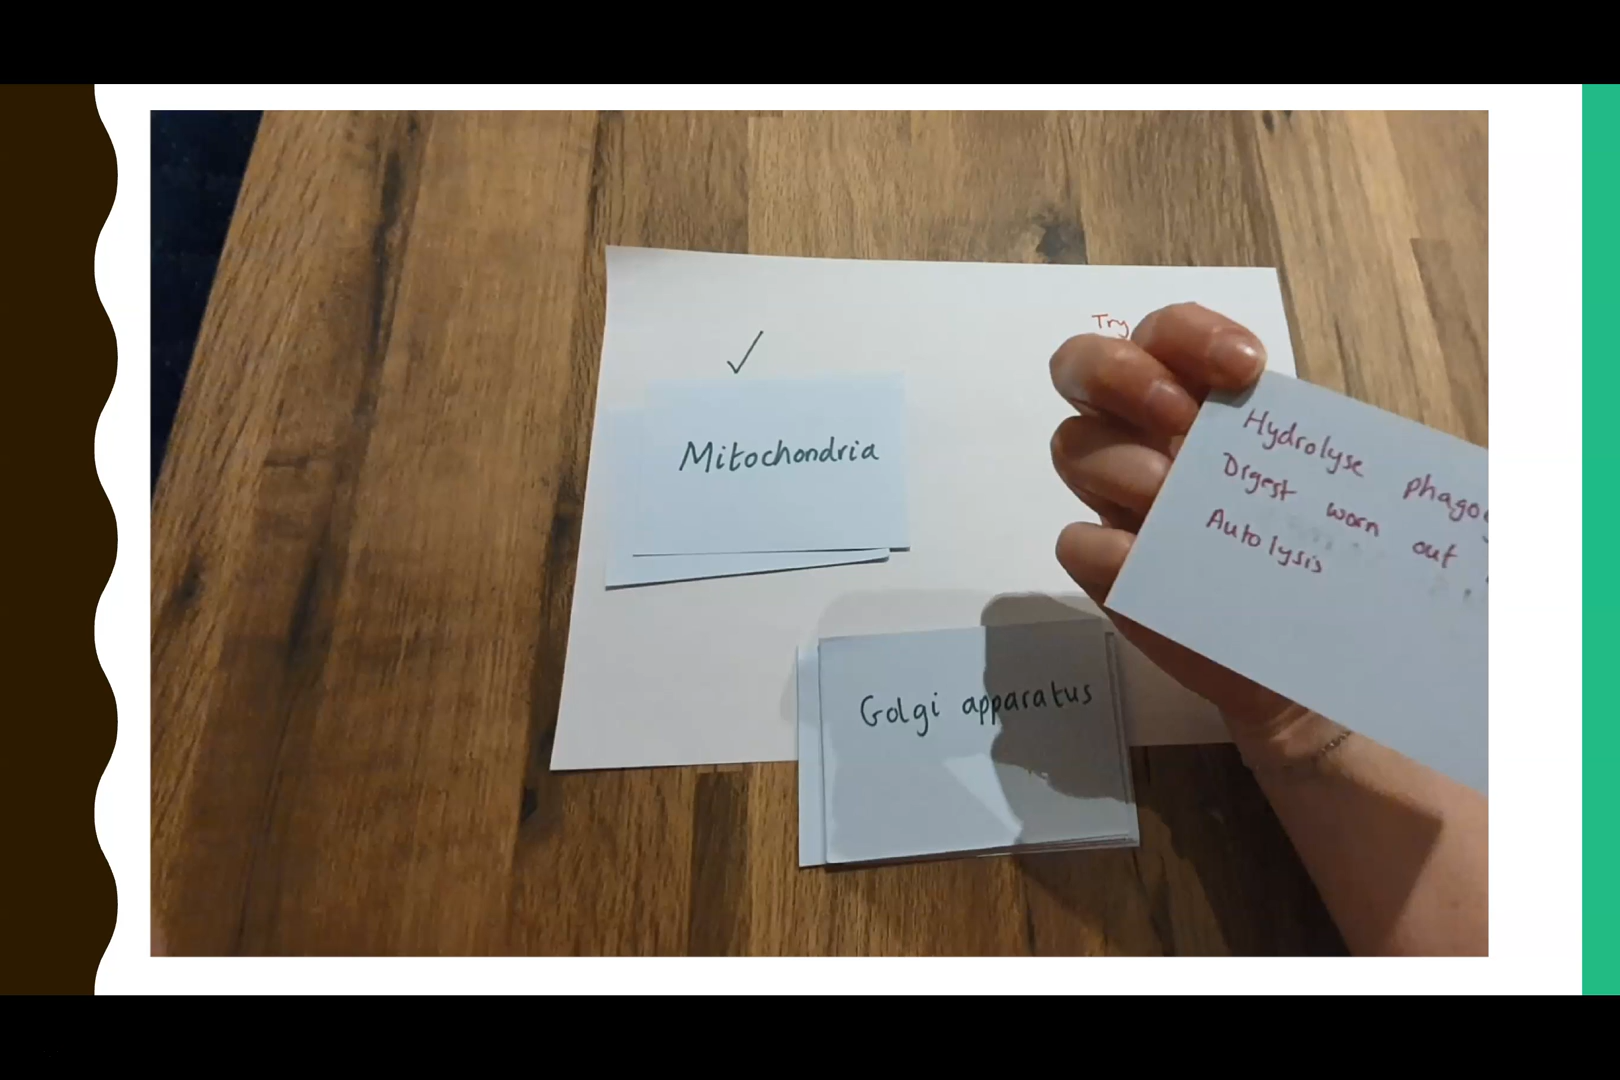 Try
Mitochondria
Hydrolyse
Digest worn out
Autolysis
Golgi apparatus